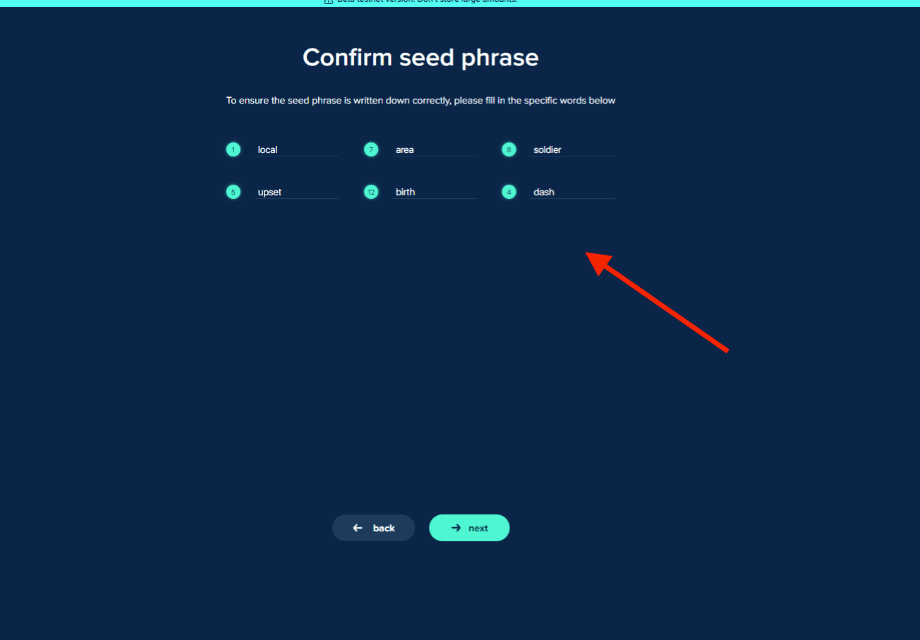 Beta testnet version. Don't store large amounts.
Confirm seed phrase
To ensure the seed phrase is written down correctly, please fill in the specific words below
1 local 7 area 8 soldier
5 upset 12 birth 4 dash
← back → next